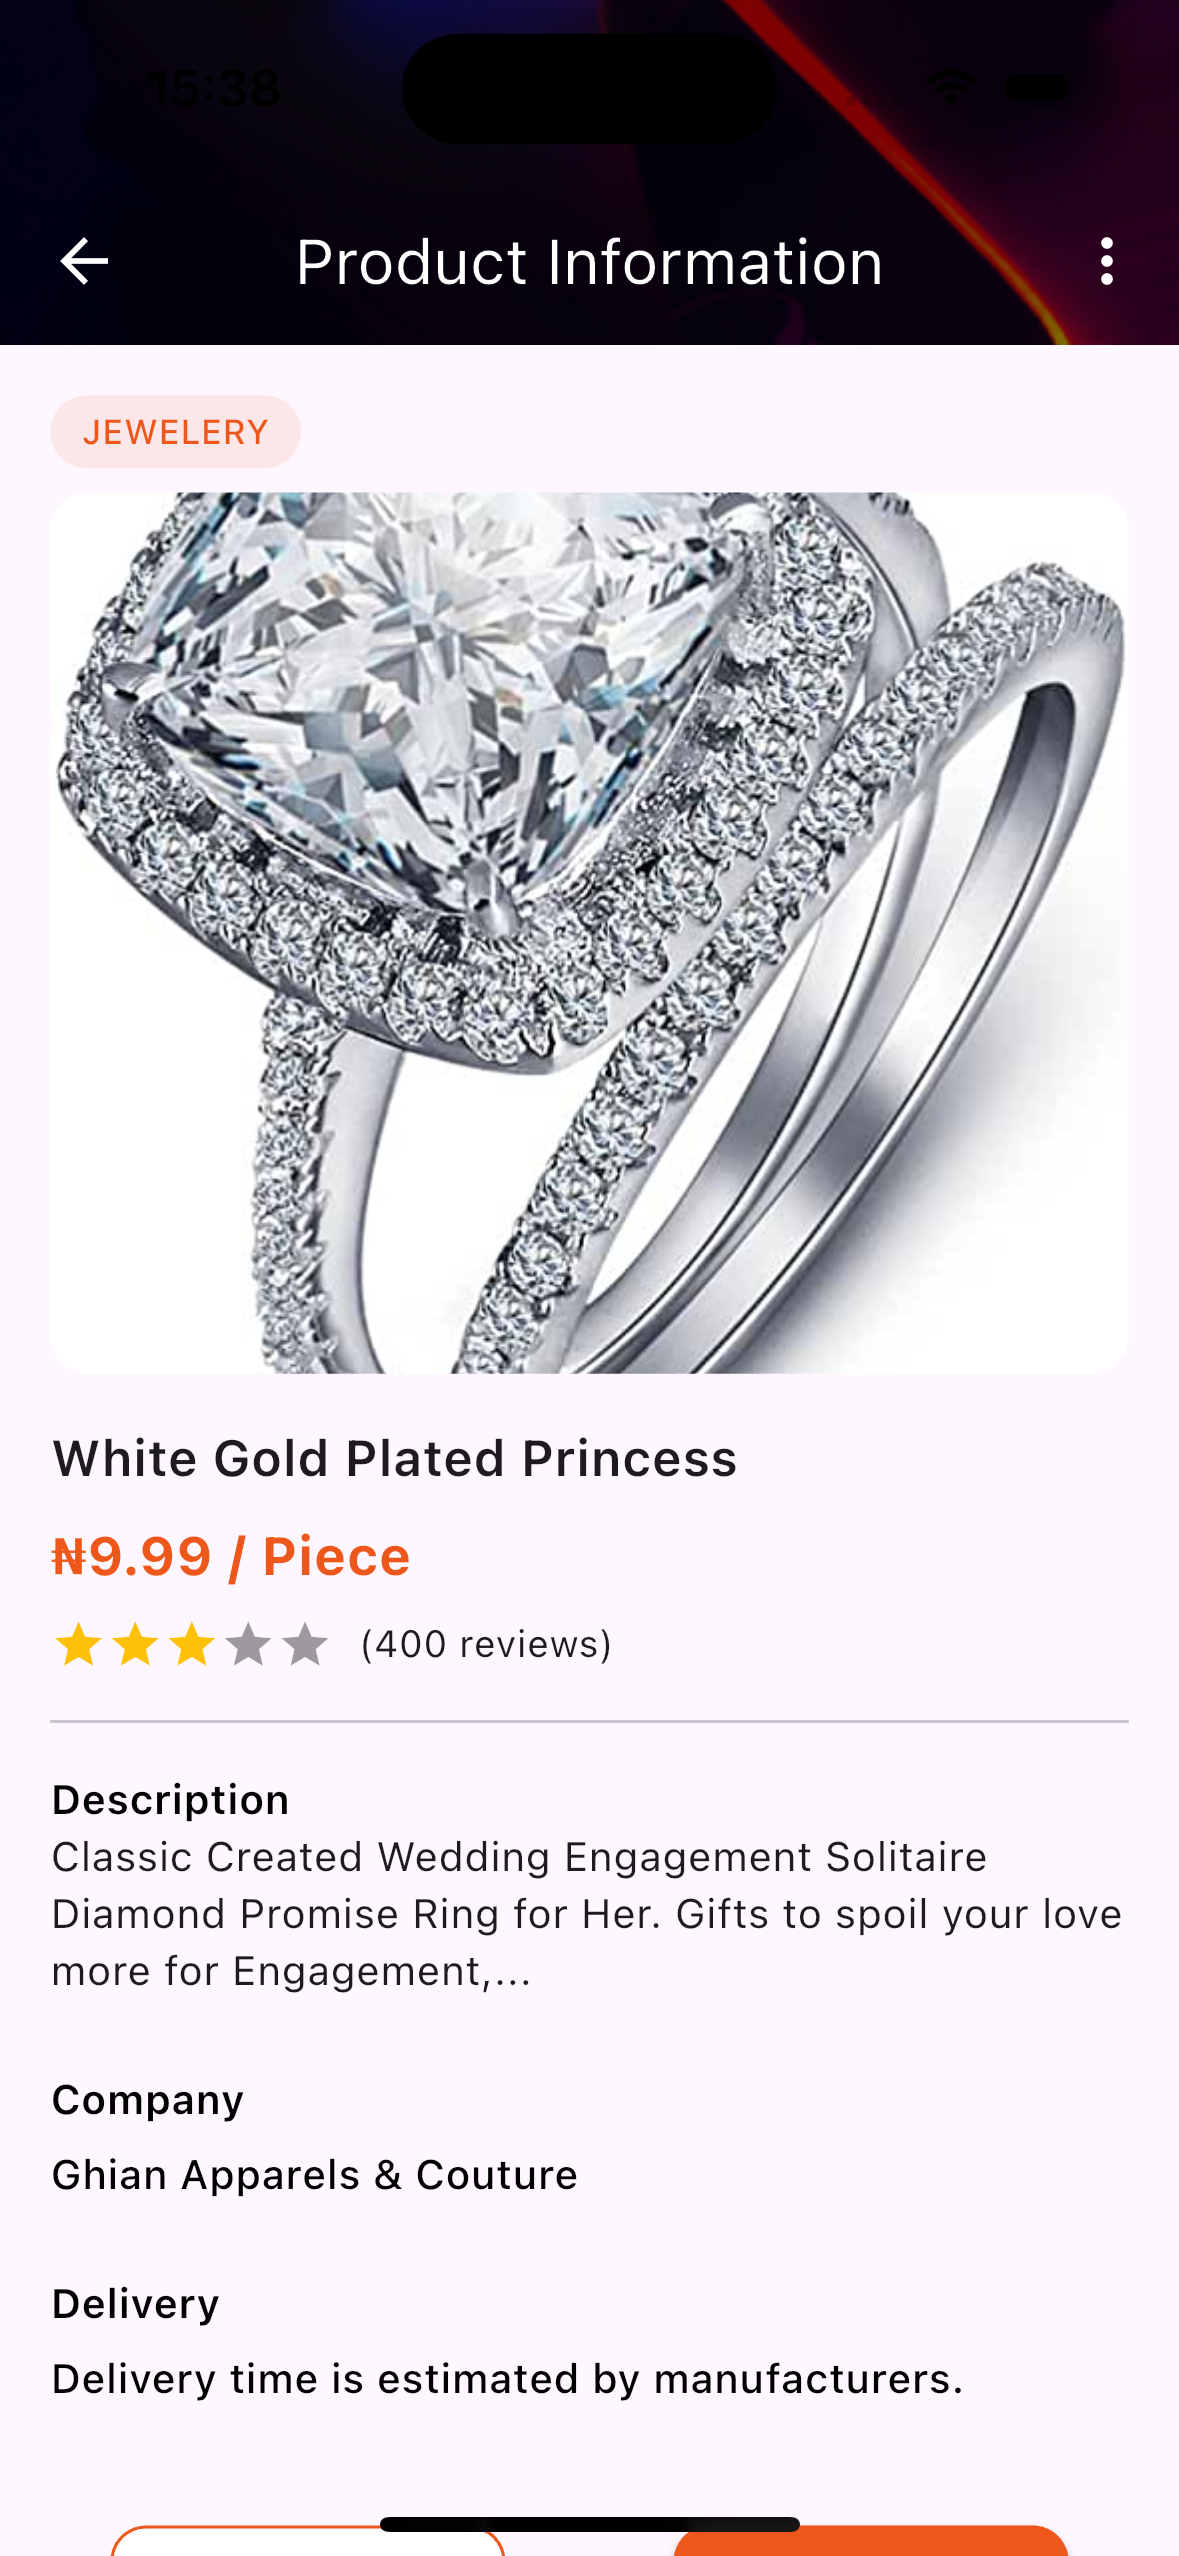 15:38
Product Information
JEWELERY
White Gold Plated Princess
₦9.99 / Piece
(400 reviews)
Description
Classic Created Wedding Engagement Solitaire
Diamond Promise Ring for Her. Gifts to spoil your love
more for Engagement,...
Company
Ghian Apparels & Couture
Delivery
Delivery time is estimated by manufacturers.